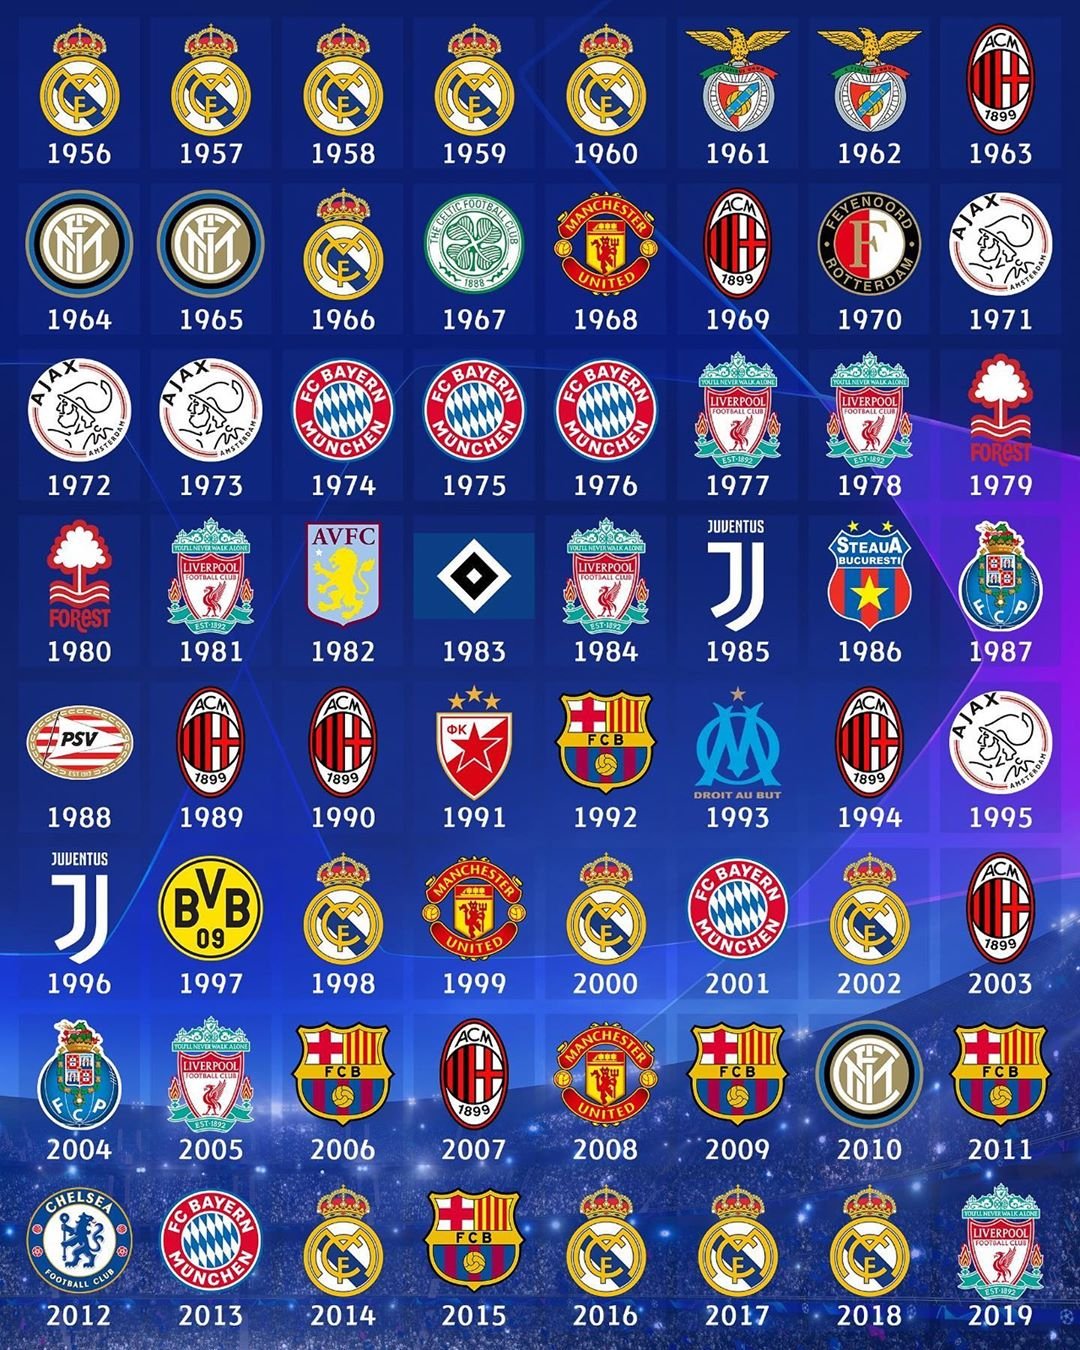 1956 1957 1958 1959 1960 1961 1962 ACM 1899 1963
1964 1965 1966 THE CELTIC FOOTBALL CLUB 1888 1967 MANCHESTER UNITED 1968 ACM 1899 1969 FEYENOORD F ROTTERDAM 1970 AJAX AMSTERDAM 1971
AJAX AMSTERDAM 1972 AJAX AMSTERDAM 1973 FC BAYERN MÜNCHEN 1974 FC BAYERN MÜNCHEN 1975 FC BAYERN MÜNCHEN 1976 YOU'LL NEVER WALK ALONE LIVERPOOL FOOTBALL CLUB EST·1892 1977 YOU'LL NEVER WALK ALONE LIVERPOOL FOOTBALL CLUB EST·1892 1978 FOREST 1979
FOREST 1980 YOU'LL NEVER WALK ALONE LIVERPOOL FOOTBALL CLUB EST·1892 1981 AVFC 1982 1983 YOU'LL NEVER WALK ALONE LIVERPOOL FOOTBALL CLUB EST·1892 1984 JUVENTUS 1985 STEAUA BUCURESTI 1986 FCP 1987
PSV 1988 ACM 1899 1989 ACM 1899 1990 ФК 1991 FCB 1992 DROIT AU BUT 1993 ACM 1899 1994 AJAX AMSTERDAM 1995
JUVENTUS 1996 BVB 09 1997 1998 MANCHESTER UNITED 1999 2000 FC BAYERN MÜNCHEN 2001 2002 ACM 1899 2003
FCP 2004 YOU'LL NEVER WALK ALONE LIVERPOOL FOOTBALL CLUB EST·1892 2005 FCB 2006 ACM 1899 2007 MANCHESTER UNITED 2008 FCB 2009 2010 FCB 2011
CHELSEA FOOTBALL CLUB 2012 FC BAYERN MÜNCHEN 2013 2014 FCB 2015 2016 2017 2018 YOU'LL NEVER WALK ALONE LIVERPOOL FOOTBALL CLUB EST·1892 2019